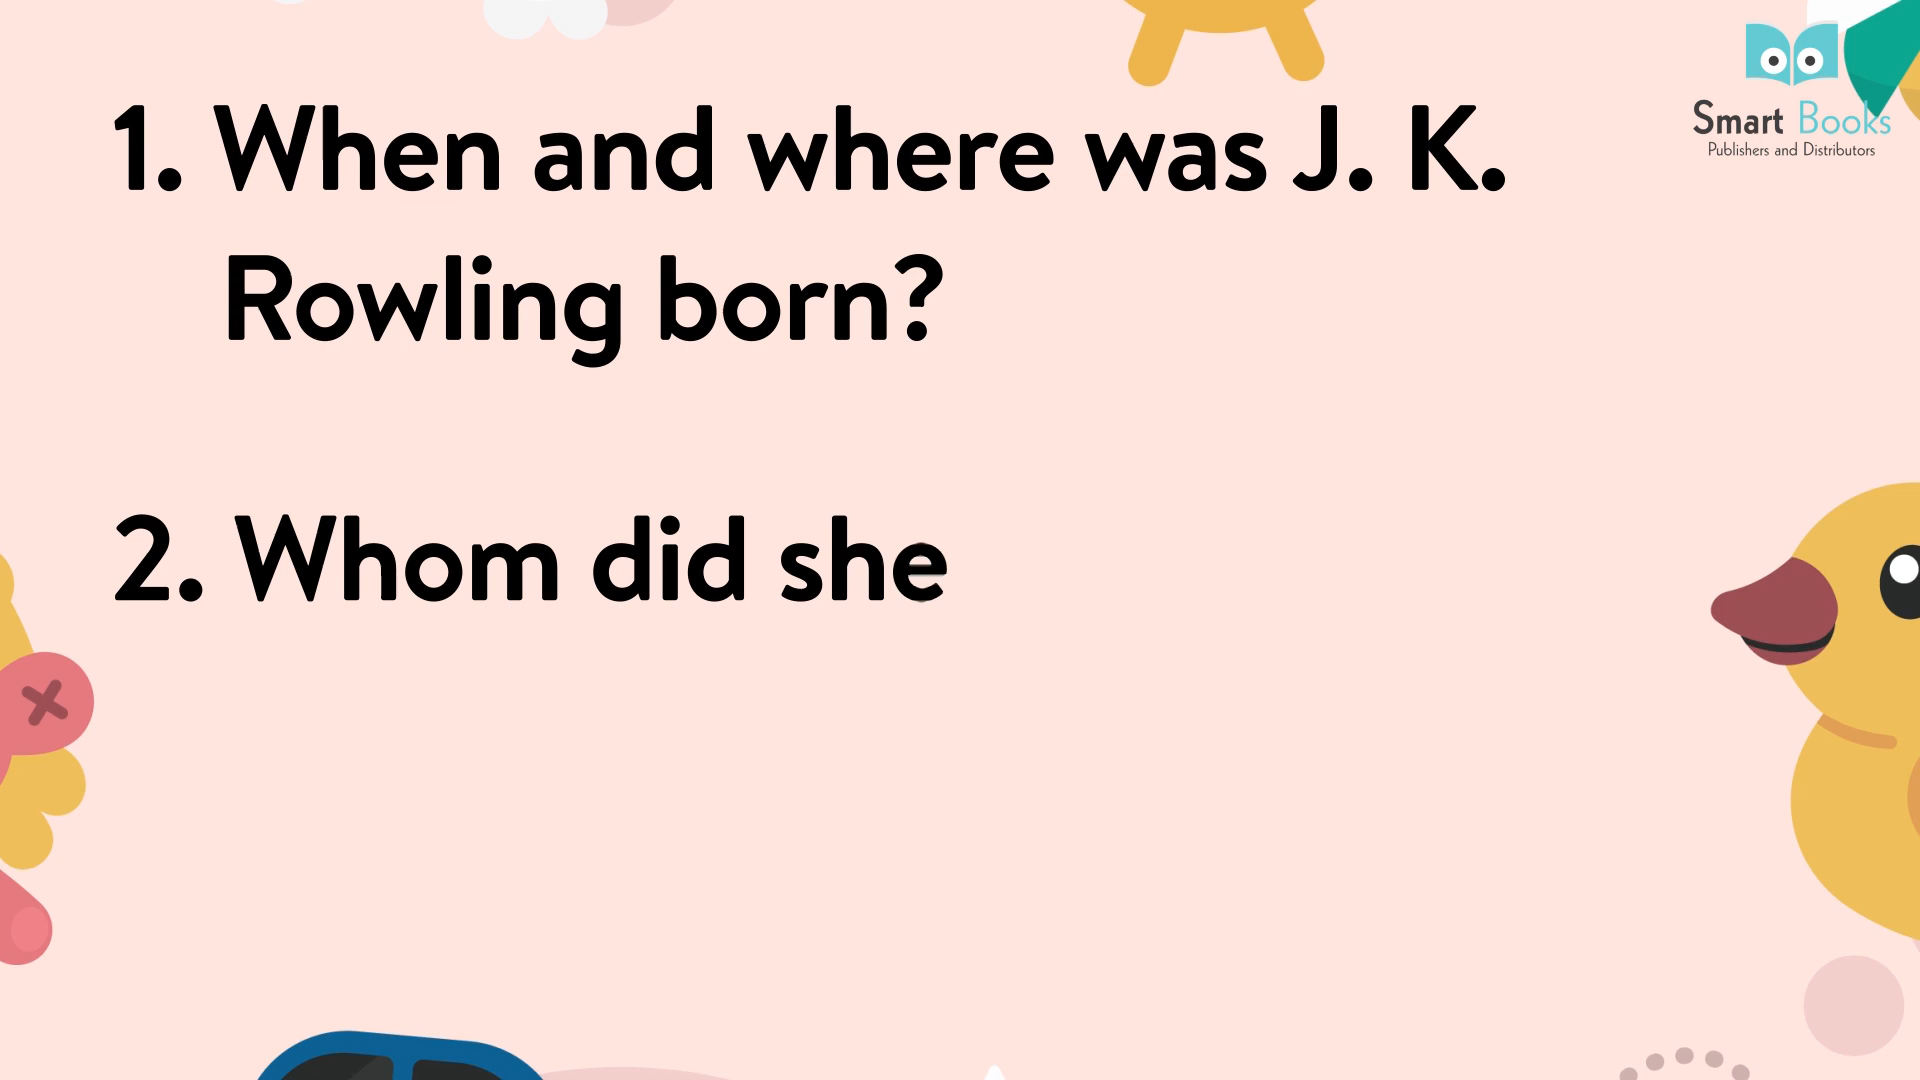 1. When and where was J. K.
Rowling born?
2. Whom did she
Smart Books
Publishers and Distributors